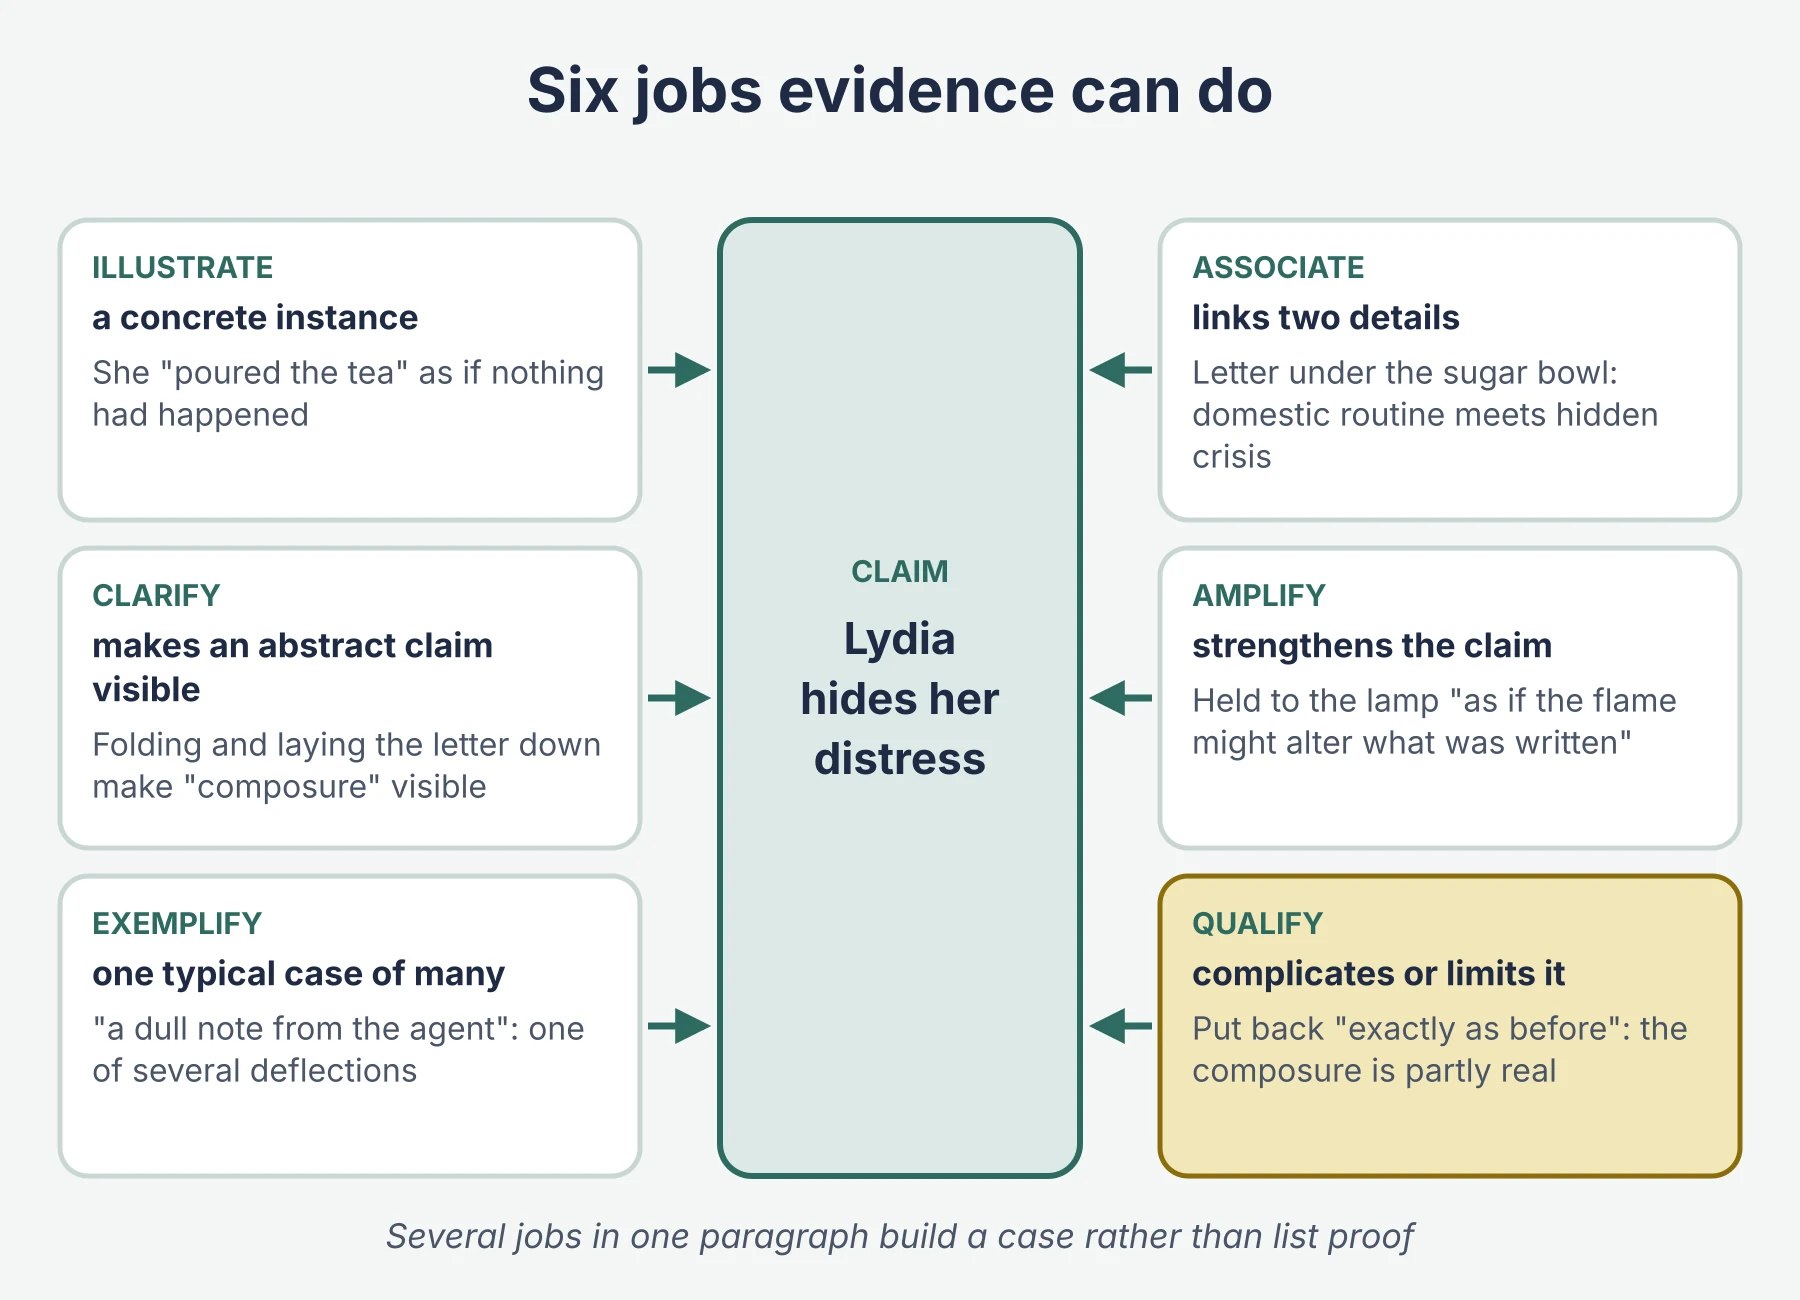 Six jobs evidence can do
ILLUSTRATE
a concrete instance
She "poured the tea" as if nothing
had happened
CLARIFY
makes an abstract claim
visible
Folding and laying the letter down
make "composure" visible
EXEMPLIFY
one typical case of many
"a dull note from the agent": one
of several deflections
CLAIM
Lydia
hides her
distress
ASSOCIATE
links two details
Letter under the sugar bowl:
domestic routine meets hidden
crisis
AMPLIFY
strengthens the claim
Held to the lamp "as if the flame
might alter what was written"
QUALIFY
complicates or limits it
Put back "exactly as before": the
composure is partly real
Several jobs in one paragraph build a case rather than list proof